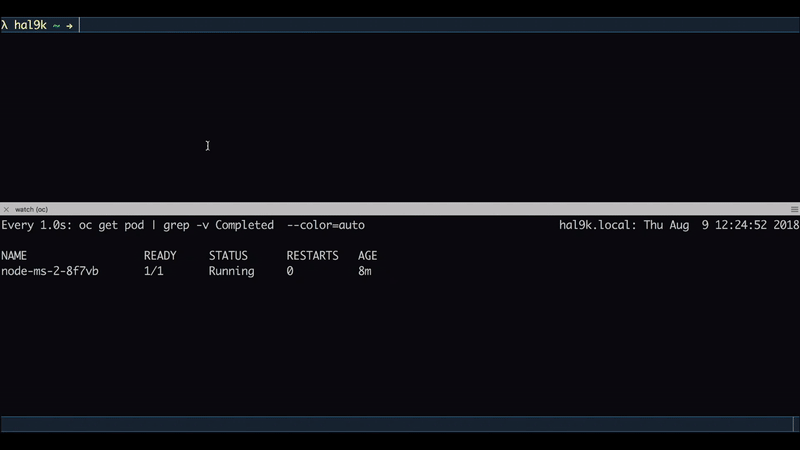 λ hal9k ~ →
watch (oc)
Every 1.0s: oc get pod | grep -v Completed  --color=auto hal9k.local: Thu Aug  9 12:24:52 2018
NAME READY STATUS RESTARTS AGE
node-ms-2-8f7vb 1/1 Running 0 8m